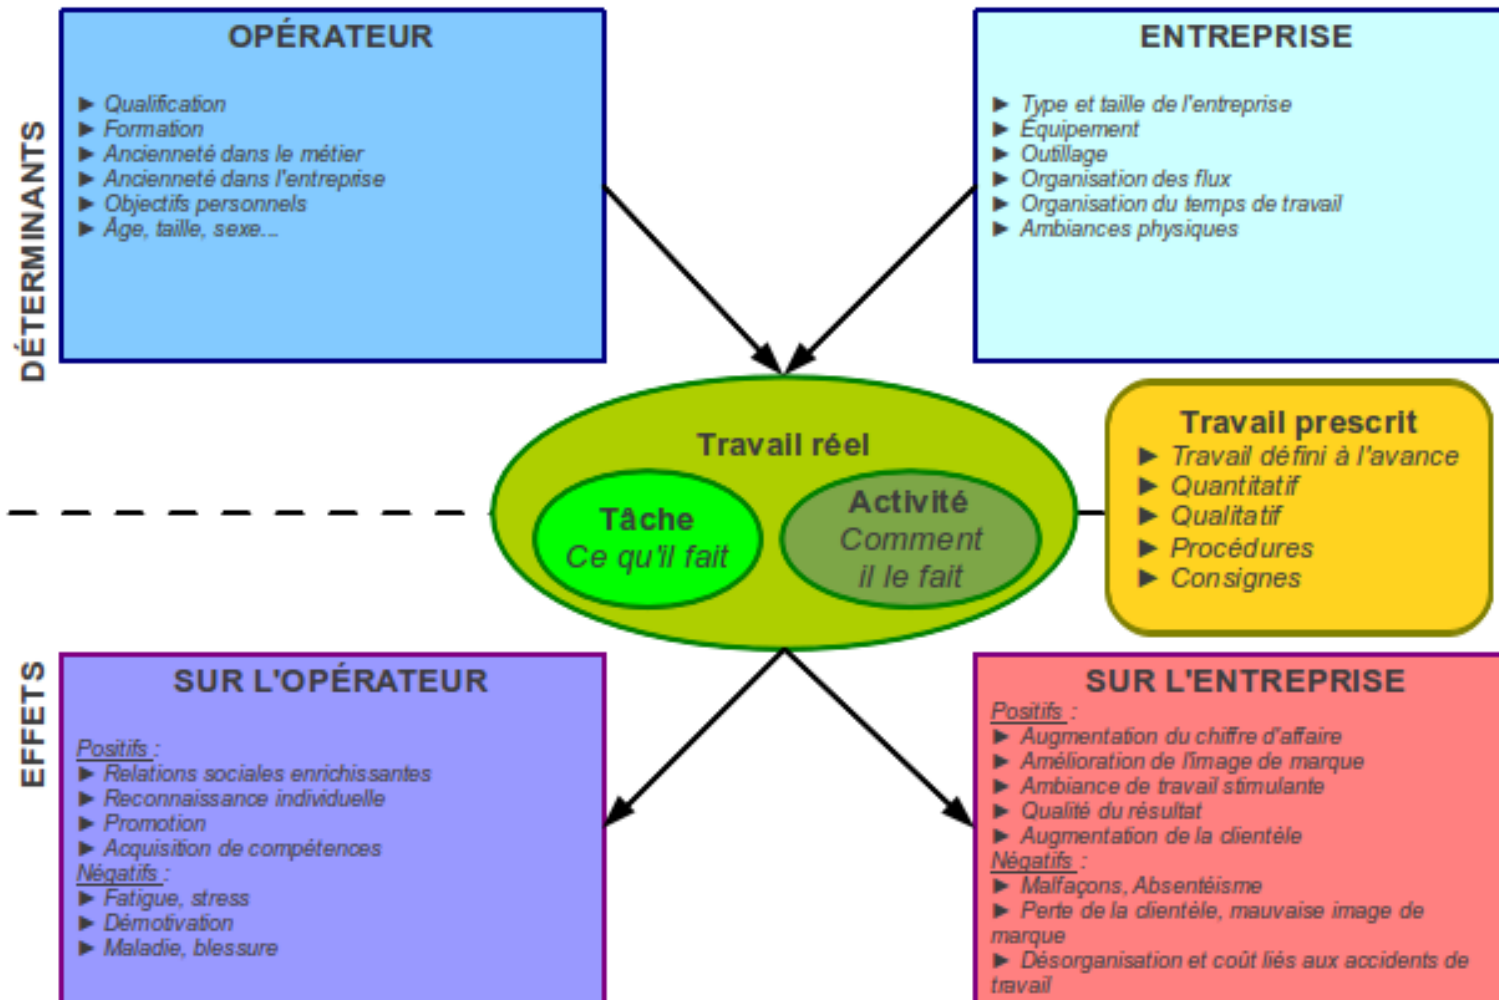 DÉTERMINANTS
OPÉRATEUR
► Qualification
► Formation
► Ancienneté dans le métier
► Ancienneté dans l'entreprise
► Objectifs personnels
► Âge, taille, sexe...
ENTREPRISE
► Type et taille de l'entreprise
► Équipement
► Outillage
► Organisation des flux
► Organisation du temps de travail
► Ambiances physiques
Travail réel
Tâche
Ce qu'il fait
Activité
Comment
il le fait
Travail prescrit
► Travail défini à l'avance
► Quantitatif
► Qualitatif
► Procédures
► Consignes
EFFETS
SUR L'OPÉRATEUR
Positifs :
► Relations sociales enrichissantes
► Reconnaissance individuelle
► Promotion
► Acquisition de compétences
Négatifs :
► Fatigue, stress
► Démotivation
► Maladie, blessure
SUR L'ENTREPRISE
Positifs :
► Augmentation du chiffre d'affaire
► Amélioration de l'image de marque
► Ambiance de travail stimulante
► Qualité du résultat
► Augmentation de la clientèle
Négatifs :
► Malfaçons, Absentéisme
► Perte de la clientèle, mauvaise image de
marque
► Désorganisation et coût liés aux accidents de
travail